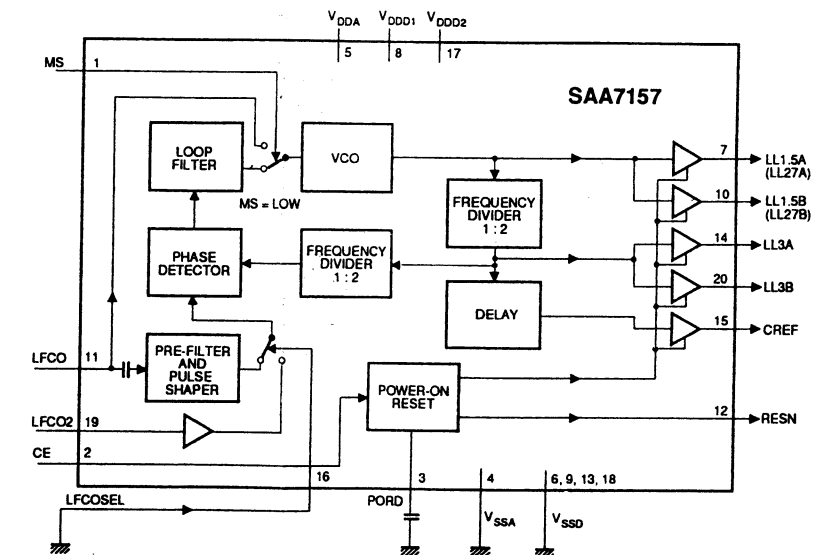 VDDA VDDD1 VDDD2
5 8 17
MS 1
SAA7157
LOOP
FILTER
VCO
7 LL1.5A
(LL27A)
MS = LOW
FREQUENCY
DIVIDER
1 : 2
10 LL1.5B
(LL27B)
PHASE
DETECTOR
FREQUENCY
DIVIDER
1 : 2
14 LL3A
20 LL3B
DELAY
15 CREF
LFCO 11
PRE-FILTER
AND
PULSE
SHAPER
POWER-ON
RESET
12 RESN
LFCO2 19
CE 2
16
3
4
6, 9, 13, 18
LFCOSEL
PORD
VSSA
VSSD